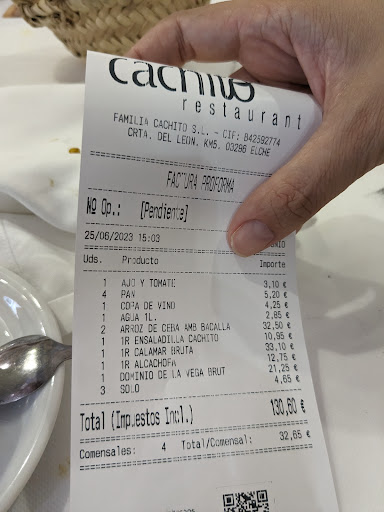 cachito
restaurant
FAMILIA CACHITO S.L. - CIF: B42592774
CRTA. DEL LEON, KM5. 03296 ELCHE
FACTURA PROFORMA
Nº Op.: [Pendiente]
25/06/2023 15:03
Uds. Producto Importe
1 AJO Y TOMATE 3,10 €
4 PAN 5,20 €
1 COPA DE VINO 4,25 €
1 AGUA 1L. 2,85 €
2 ARROZ DE CEBA AMB BACALLA 32,50 €
1 1R ENSALADILLA CACHITO 10,95 €
1 1R CALAMAR BRUTA 33,10 €
1 1R ALCACHOFA 12,75 €
1 DOMINIO DE LA VEGA BRUT 21,25 €
3 SOLO 4,65 €
Total (Impuestos Incl.) 130,60 €
Comensales: 4 Total/Comensal: 32,65 €